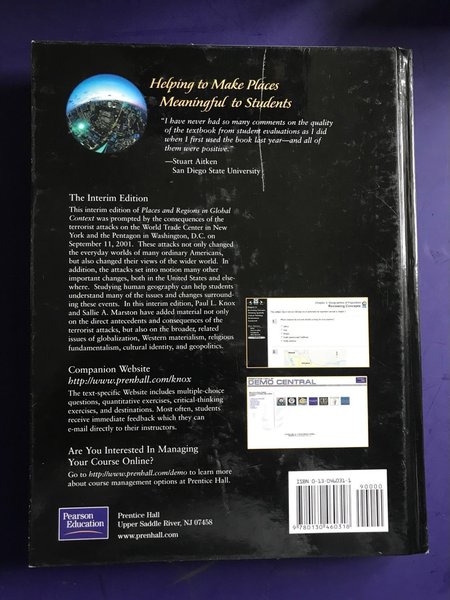 Helping to Make Places
Meaningful to Students
"I have never had so many comments on the quality
of the textbook from student evaluations as I did
when I first used the book last year—and all of
them were positive."
—Stuart Aitken
San Diego State University
The Interim Edition
This interim edition of Places and Regions in Global
Context was prompted by the consequences of the
terrorist attacks on the World Trade Center in New
York and the Pentagon in Washington, D.C. on
September 11, 2001. These attacks not only changed
the everyday worlds of many ordinary Americans,
but also changed their views of the wider world. In
addition, the attacks set into motion many other
important changes, both in the United States and else-
where. Studying human geography can help students
understand many of the issues and changes surround-
ing these events. In this interim edition, Paul L. Knox
and Sallie A. Marston have added material not only
on the direct antecedents and consequences of the
terrorist attacks, but also on the broader, related
issues of globalization, Western materialism, religious
fundamentalism, cultural identity, and geopolitics.
Companion Website
http://www.prenhall.com/knox
The text-specific Website includes multiple-choice
questions, quantitative exercises, critical-thinking
exercises, and destinations. Most often, students
receive immediate feedback which they can
e-mail directly to their instructors.
Are You Interested In Managing
Your Course Online?
Go to http://www.prenhall.com/demo to learn more
about course management options at Prentice Hall.
Reviewing Concepts
DEMO CENTRAL
Pearson
Education
Prentice Hall
Upper Saddle River, NJ 07458
www.prenhall.com
ISBN 0-13-046031-1
90000
9 780130 460318